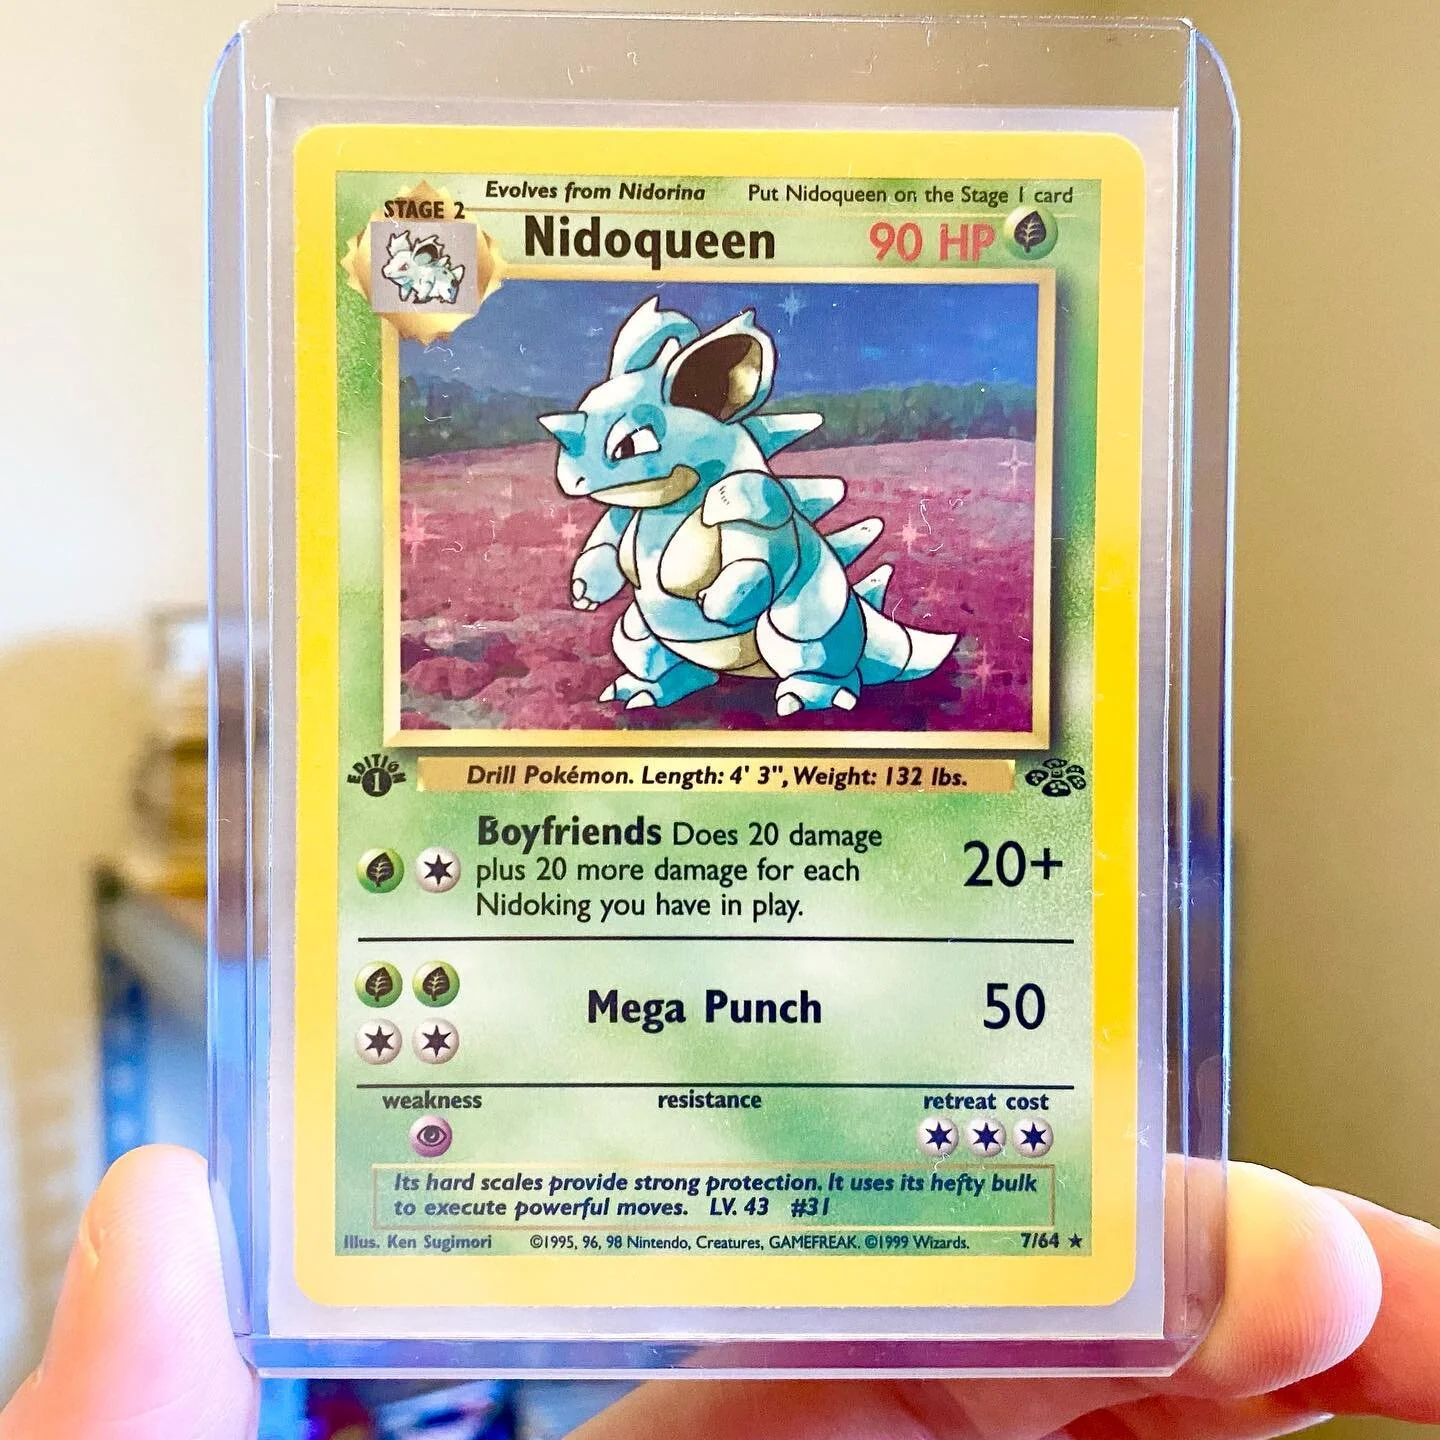 Evolves from Nidorina Put Nidoqueen on the Stage 1 card
STAGE 2
Nidoqueen 90 HP
EDITION
1
Drill Pokémon. Length: 4' 3", Weight: 132 lbs.
Boyfriends Does 20 damage
plus 20 more damage for each
Nidoking you have in play.
20+
Mega Punch 50
weakness resistance retreat cost
Its hard scales provide strong protection. It uses its hefty bulk
to execute powerful moves. LV. 43 #31
Illus. Ken Sugimori ©1995, 96, 98 Nintendo, Creatures, GAMEFREAK. ©1999 Wizards. 7/64 ★